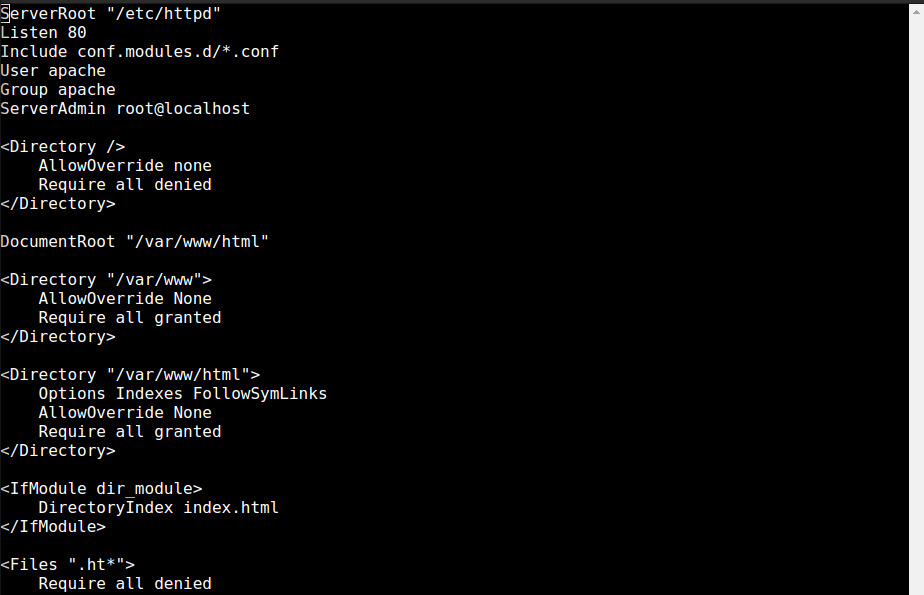 ServerRoot "/etc/httpd"
Listen 80
Include conf.modules.d/*.conf
User apache
Group apache
ServerAdmin root@localhost

<Directory />
    AllowOverride none
    Require all denied
</Directory>

DocumentRoot "/var/www/html"

<Directory "/var/www">
    AllowOverride None
    Require all granted
</Directory>

<Directory "/var/www/html">
    Options Indexes FollowSymLinks
    AllowOverride None
    Require all granted
</Directory>

<IfModule dir_module>
    DirectoryIndex index.html
</IfModule>

<Files ".ht*">
    Require all denied